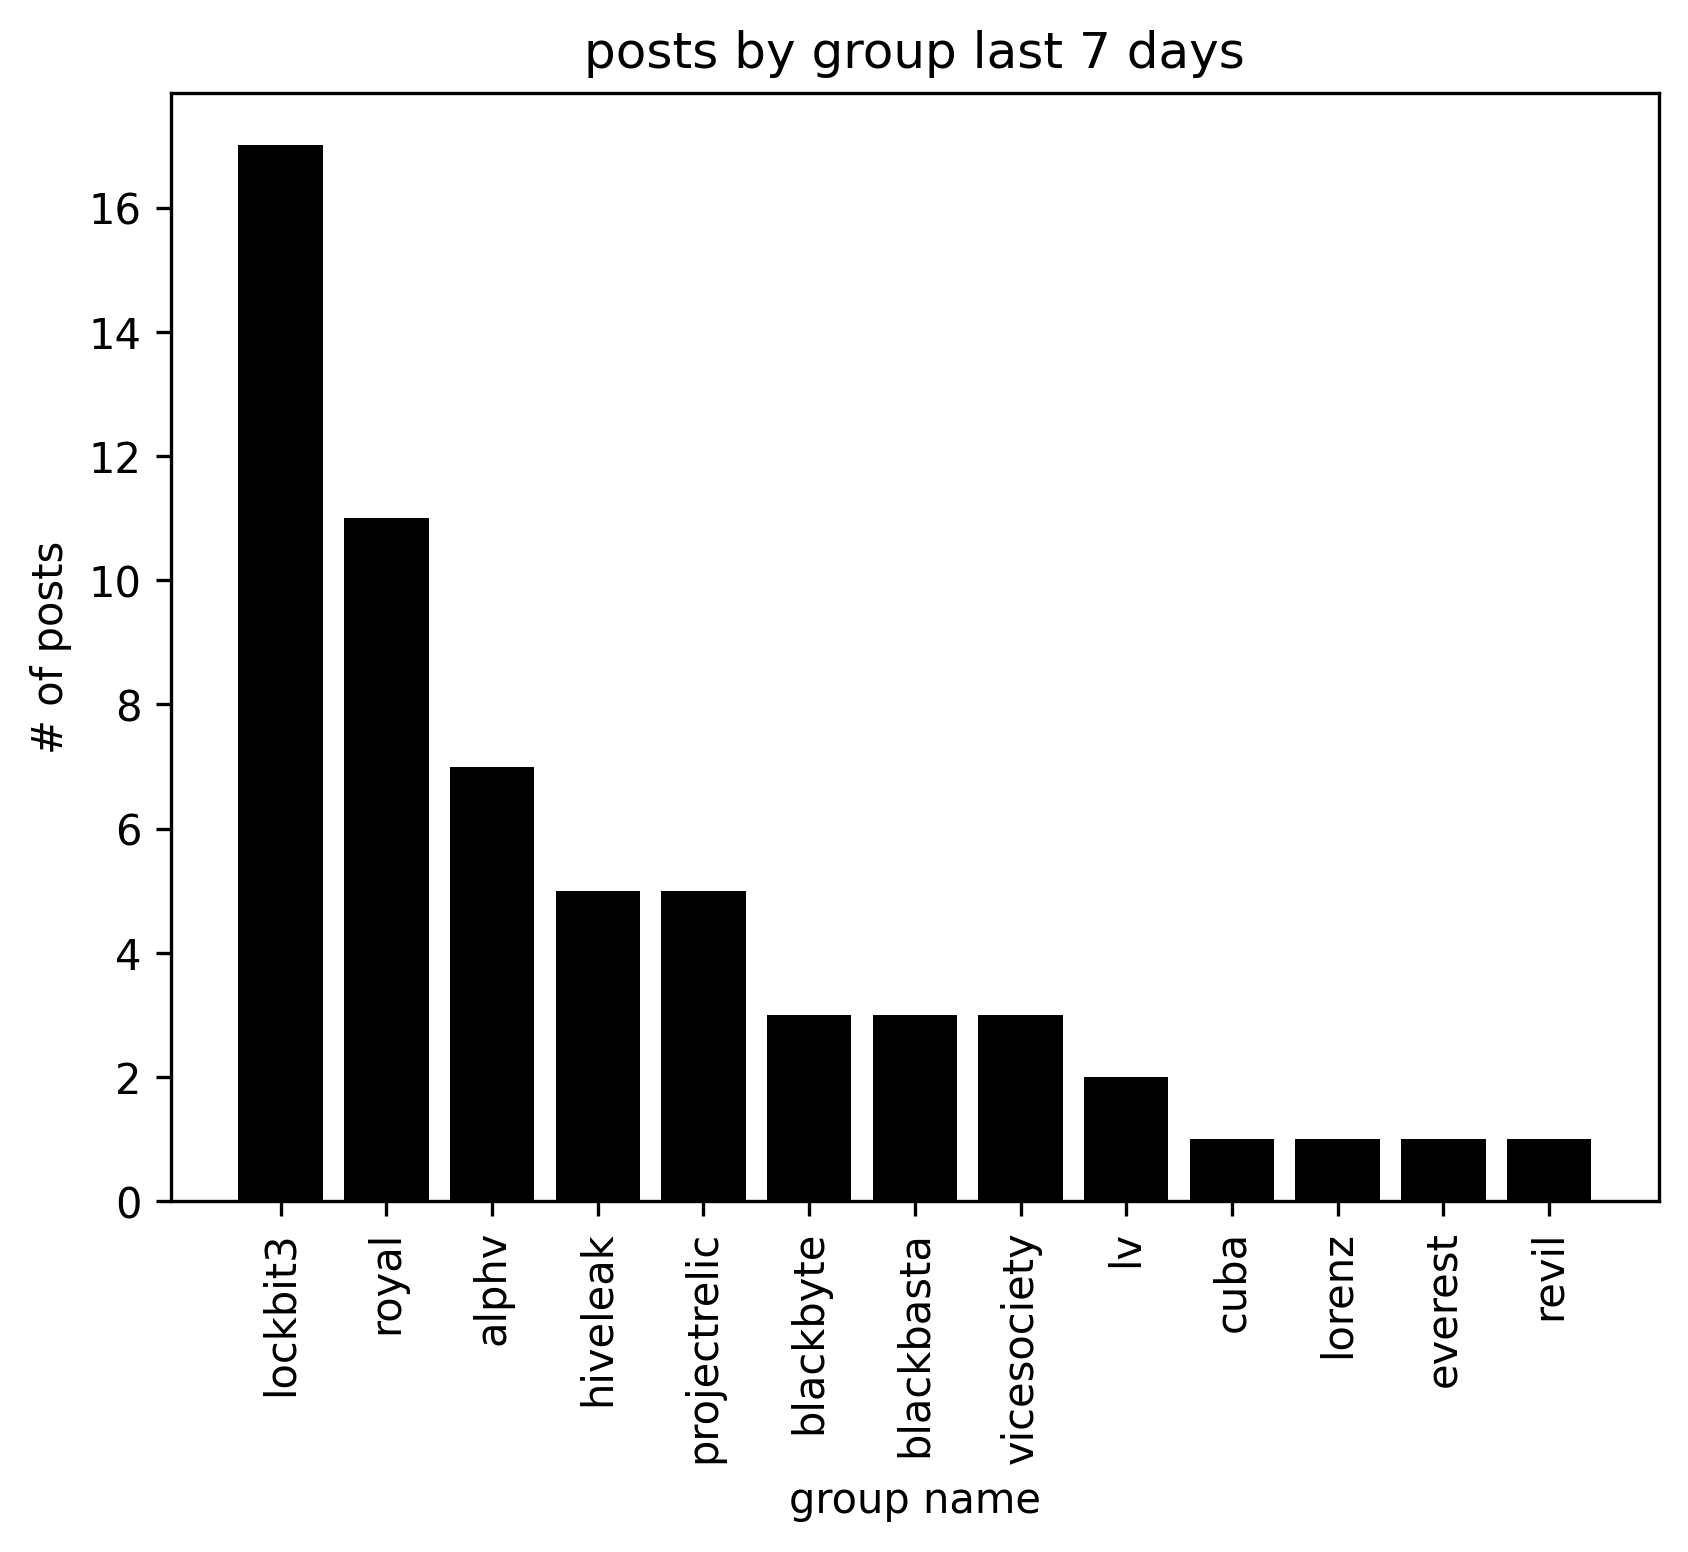 posts by group last 7 days
# of posts
16
14
12
10
8
6
4
2
0
lockbit3
royal
alphv
hiveleak
projectrelic
blackbyte
blackbasta
vicesociety
lv
cuba
lorenz
everest
revil
group name